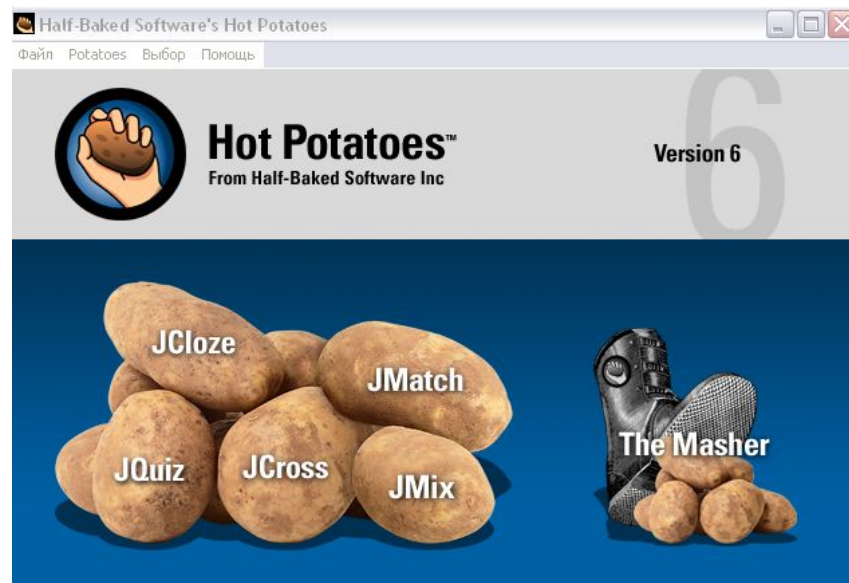 Half-Baked Software's Hot Potatoes
Файл Potatoes Выбор Помощь
Hot Potatoes™
From Half-Baked Software Inc
Version 6
6
JCloze
JMatch
The Masher
JQuiz
JCross
JMix